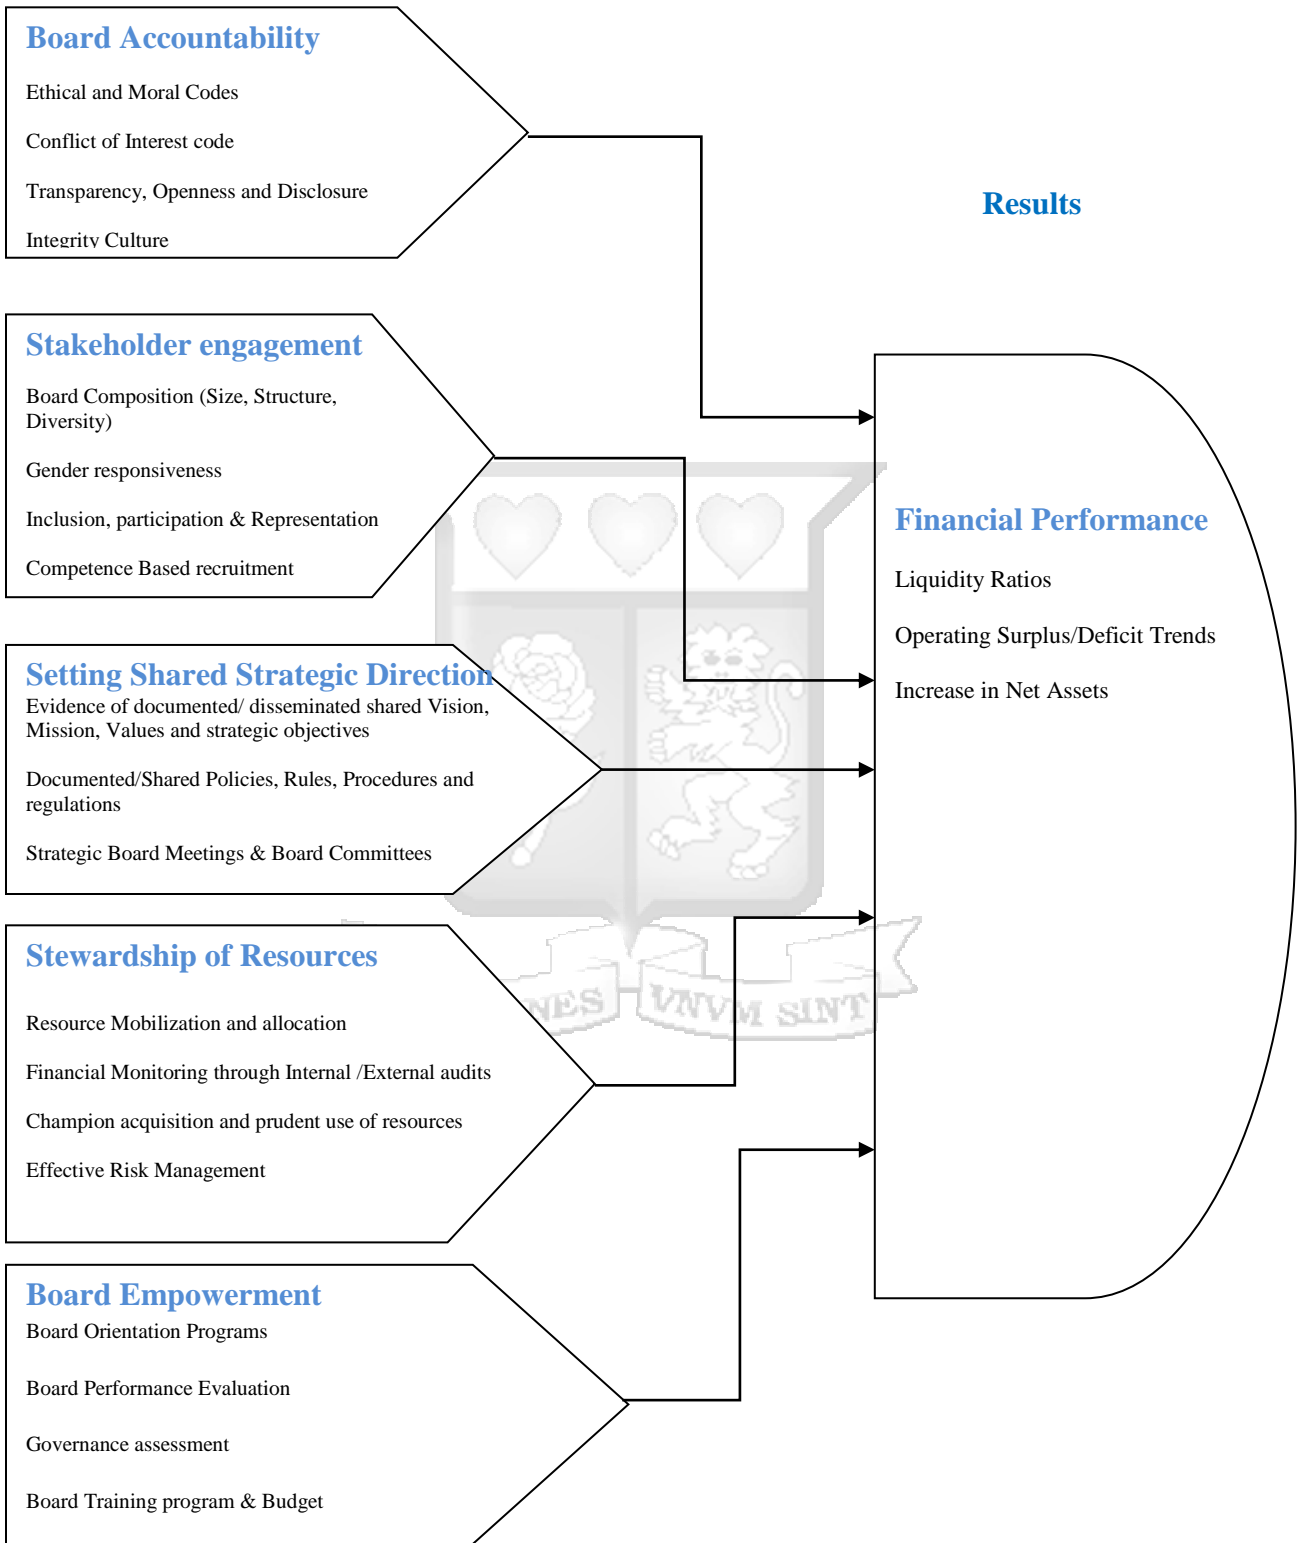 Board Accountability
Ethical and Moral Codes
Conflict of Interest code
Transparency, Openness and Disclosure
Integrity Culture
Results
Stakeholder engagement
Board Composition (Size, Structure,
Diversity)
Gender responsiveness
Inclusion, participation & Representation
Competence Based recruitment
Financial Performance
Liquidity Ratios
Operating Surplus/Deficit Trends
Increase in Net Assets
Setting Shared Strategic Direction
Evidence of documented/ disseminated shared Vision,
Mission, Values and strategic objectives
Documented/Shared Policies, Rules, Procedures and
regulations
Strategic Board Meetings & Board Committees
Stewardship of Resources
Resource Mobilization and allocation
Financial Monitoring through Internal /External audits
Champion acquisition and prudent use of resources
Effective Risk Management
NES VNVM SINT
Board Empowerment
Board Orientation Programs
Board Performance Evaluation
Governance assessment
Board Training program & Budget